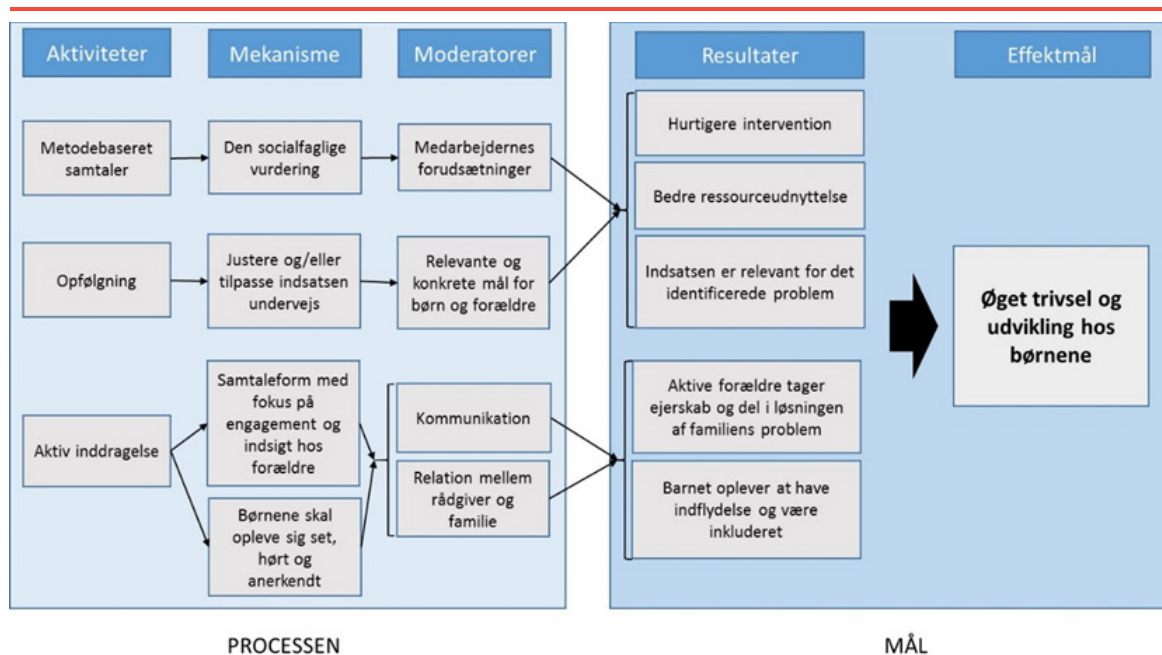 Aktiviteter
Mekanisme
Moderatorer
Resultater
Effektmål
Metodebaseret
samtaler
Den socialfaglige
vurdering
Medarbejdernes
forudsætninger
Opfølgning
Justere og/eller
tilpasse indsatsen
undervejs
Relevante og
konkrete mål for
børn og forældre
Aktiv inddragelse
Samtaleform med
fokus på
engagement og
indsigt hos
forældre
Børnene skal
opleve sig set,
hørt og
anerkendt
Kommunikation
Relation mellem
rådgiver og
familie
Hurtigere intervention
Bedre ressourceudnyttelse
Indsatsen er relevant for det
identificerede problem
Aktive forældre tager
ejerskab og del i løsningen
af familiens problem
Barnet oplever at have
indflydelse og være
inkluderet
Øget trivsel og
udvikling hos
børnene
PROCESSEN
MÅL